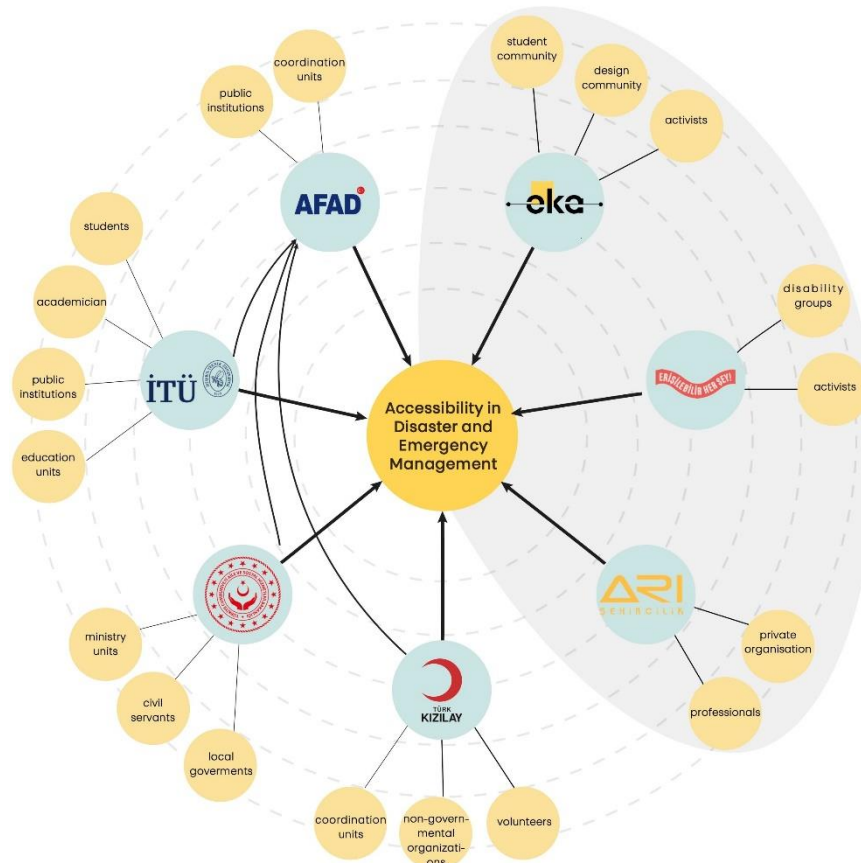 student
community
design
community
activists
coordination
units
public
institutions
AFAD
eka
students
academician
public
institutions
education
units
İTÜ
disability
groups
activists
ERİŞİLEBİLİR HER ŞEY!
Accessibility in
Disaster and
Emergency
Management
ARI
ŞEHİRCİLİK
private
organisation
professionals
ministry
units
civil
servants
local
goverments
TÜRK
KIZILAY
coordination
units
non-govern-
mental
organizati-
ons
volunteers